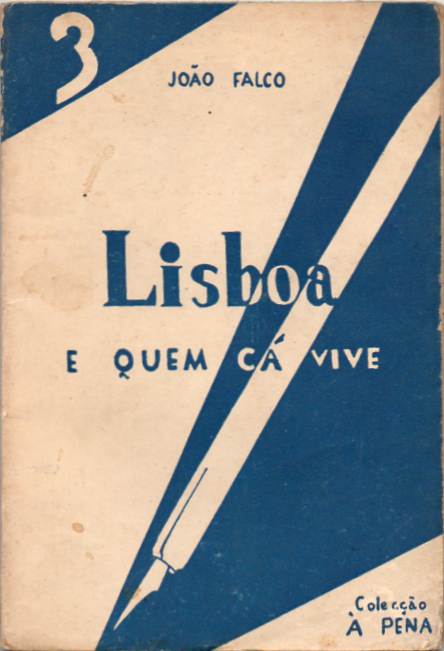 3
JOÃO FALCO
Lisboa
E QUEM CÁ VIVE
Colecção
À PENA